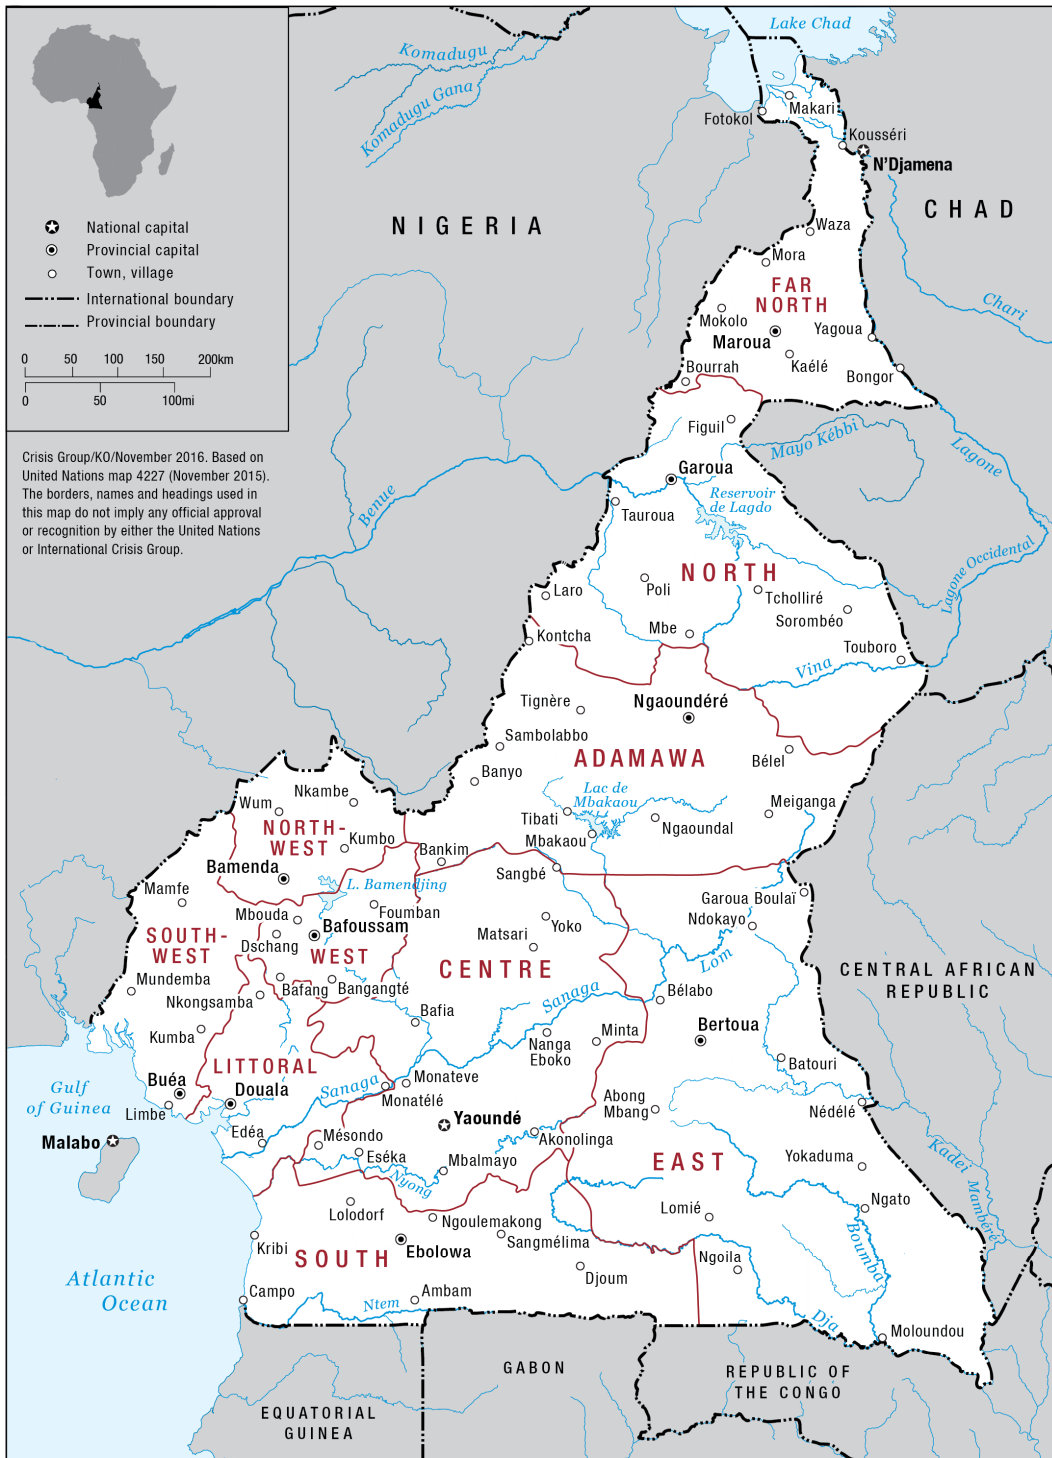 Lake Chad
Komadugu
Komadugu Gana
Makari
Fotokol
Kousséri
N'Djamena
NIGERIA
CHAD
National capital
Provincial capital
Town, village
International boundary
Provincial boundary
0 50 100 150 200km
0 50 100mi
Waza
Mora
FAR
NORTH
Chari
Mokolo
Maroua
Yagoua
Bourrah
Kaélé
Bongor
Crisis Group/KO/November 2016. Based on
United Nations map 4227 (November 2015).
The borders, names and headings used in
this map do not imply any official approval
or recognition by either the United Nations
or International Crisis Group.
Figuil
Mayo Kébbi
Lagone
Garoua
Benue
Reservoir
de Lagdo
Tauroua
Lagone Occidental
NORTH
Laro
Poli
Tcholliré
Sorombéo
Kontcha
Mbe
Touboro
Vina
Tignère
Ngaoundéré
Sambolabbo
ADAMAWA
Bélel
Banyo
Lac de
Mbakaou
Nkambe
Wum
Tibati
Meiganga
NORTH-
WEST
Kumbo
Mbakaou
Ngaoundal
Bankim
Bamenda
Sangbé
Mamfe
L. Bamendjing
Garoua Boulaï
Mbouda
Foumban
Ndokayo
Bafoussam
Yoko
SOUTH-
WEST
Dschang
WEST
Matsari
CENTRE
Lom
CENTRAL AFRICAN
REPUBLIC
Mundemba
Bafang
Bangangté
Nkongsamba
Sanaga
Bélabo
Bafia
Kumba
Bertoua
Nanga
Eboko
Minta
LITTORAL
Batouri
Buéa
Douala
Sanaga
Monateve
Monatélé
Gulf
of Guinea
Limbe
Abong
Mbang
Nédélé
Yaoundé
Malabo
Edéa
Mésondo
Akonolinga
Eséka
Mbalmayo
EAST
Yokaduma
Kadei
Nyong
Mambéré
Lolodorf
Ngoulemakong
Lomié
Ngato
Kribi
Ebolowa
Sangmélima
SOUTH
Ngoila
Boumba
Djoum
Atlantic
Ocean
Campo
Ntem
Ambam
Dja
Moloundou
GABON
REPUBLIC OF
THE CONGO
EQUATORIAL
GUINEA